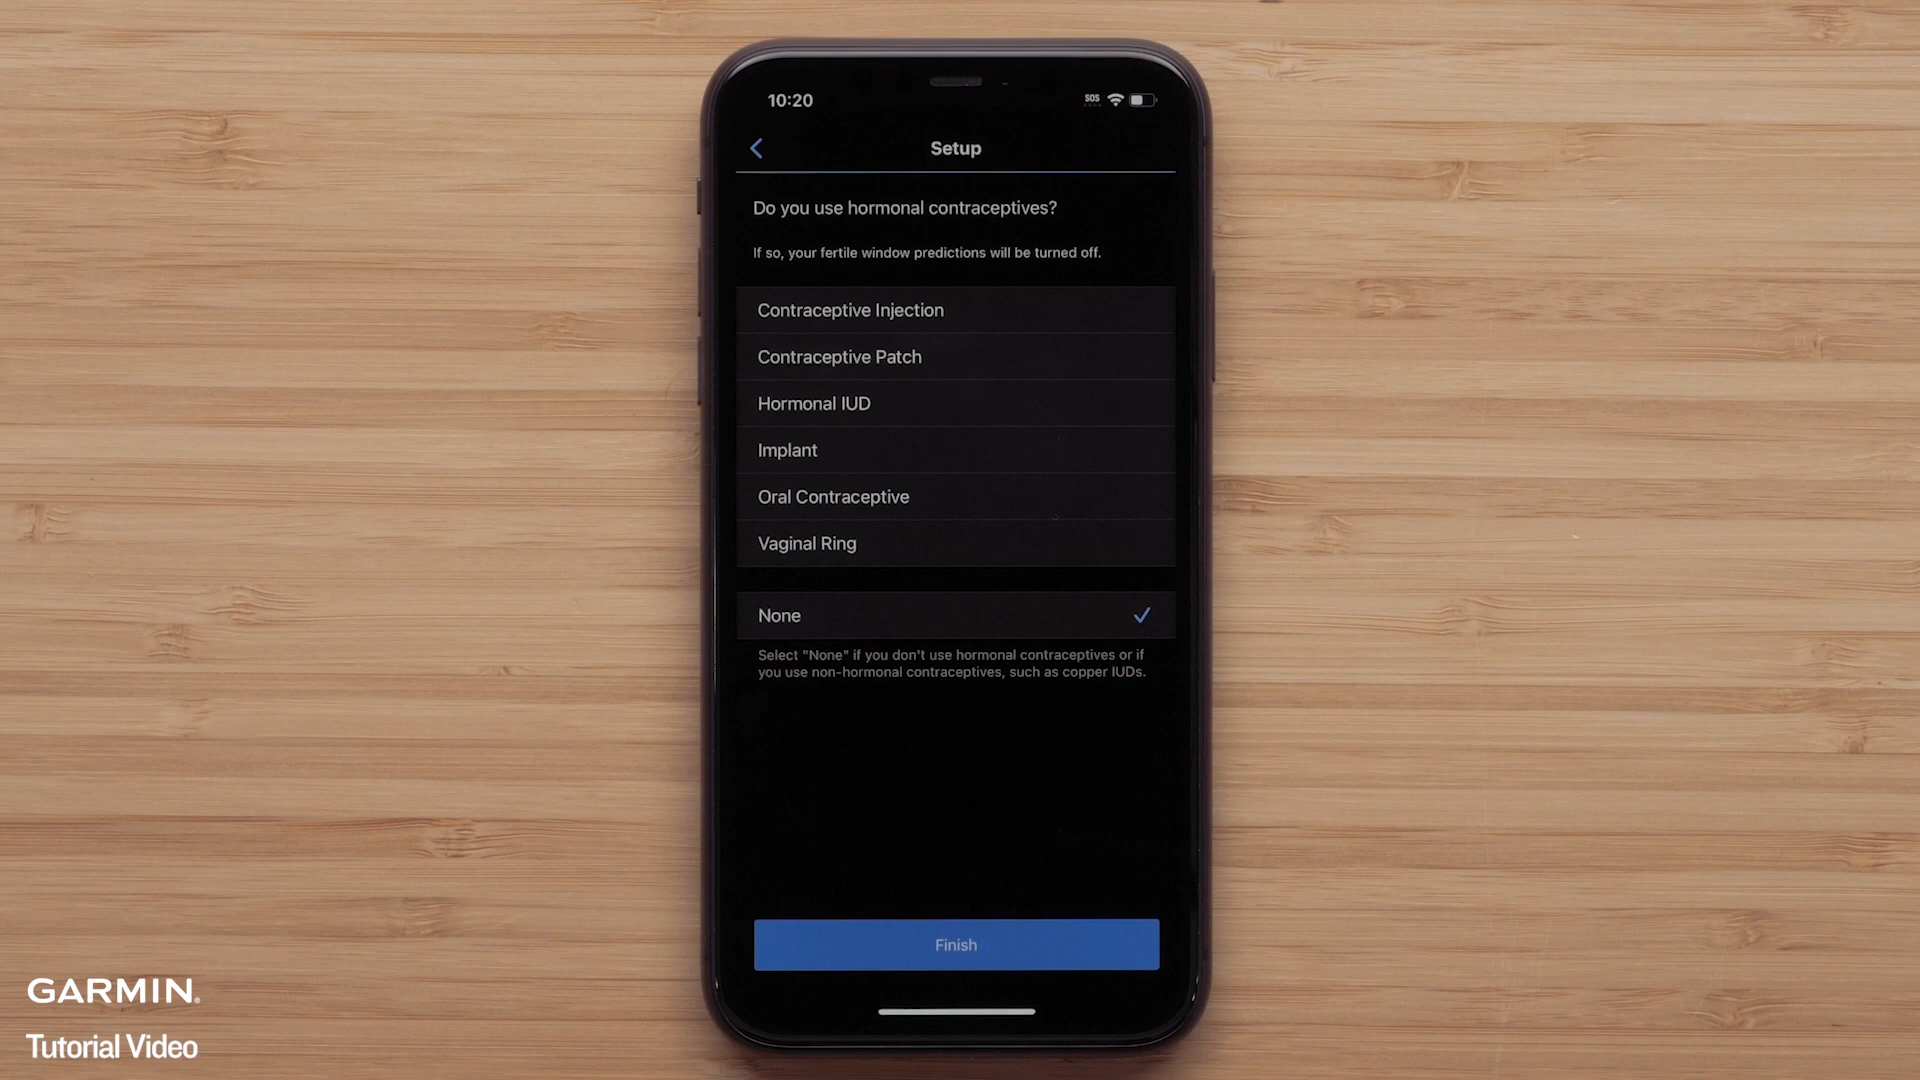 10:20
SOS
Setup
Do you use hormonal contraceptives?
If so, your fertile window predictions will be turned off.
Contraceptive Injection
Contraceptive Patch
Hormonal IUD
Implant
Oral Contraceptive
Vaginal Ring
None
Select "None" if you don't use hormonal contraceptives or if
you use non-hormonal contraceptives, such as copper IUDs.
Finish
GARMIN®
Tutorial Video